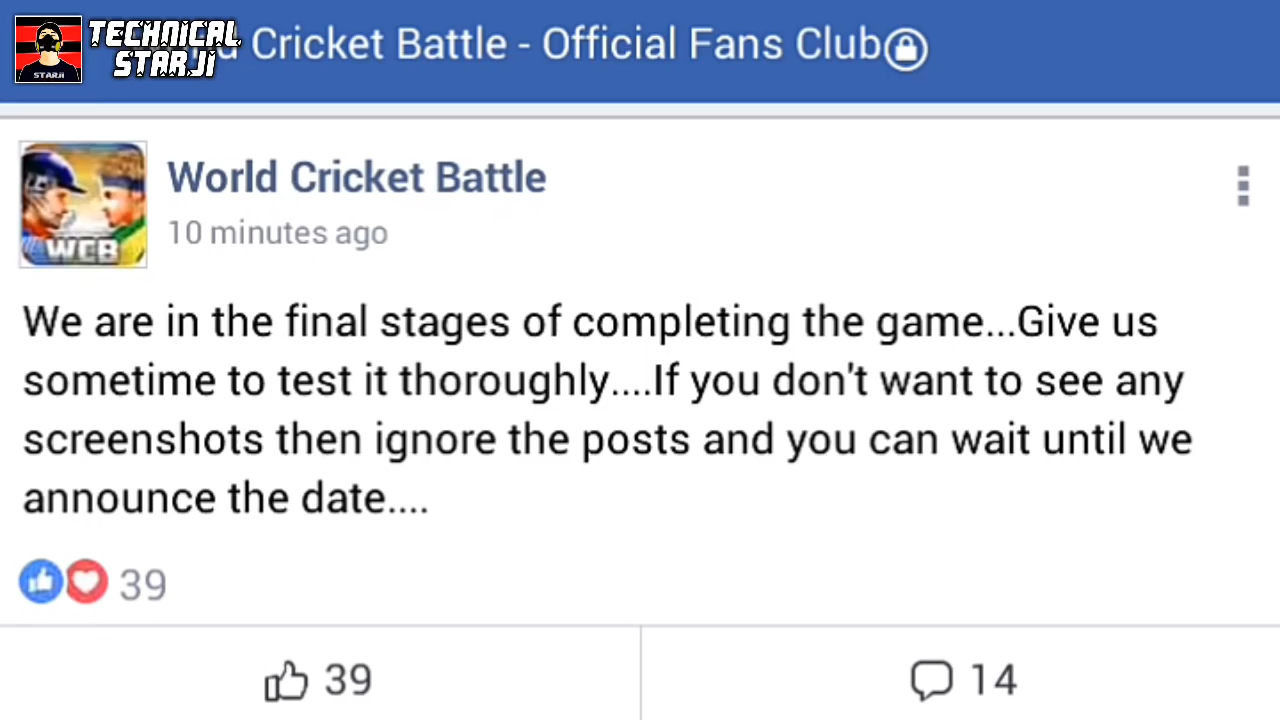 TECHNICAL
STARJI
STARJI
d Cricket Battle - Official Fans Club
World Cricket Battle
10 minutes ago
WCB
We are in the final stages of completing the game...Give us
sometime to test it thoroughly....If you don't want to see any
screenshots then ignore the posts and you can wait until we
announce the date....
39
39
14